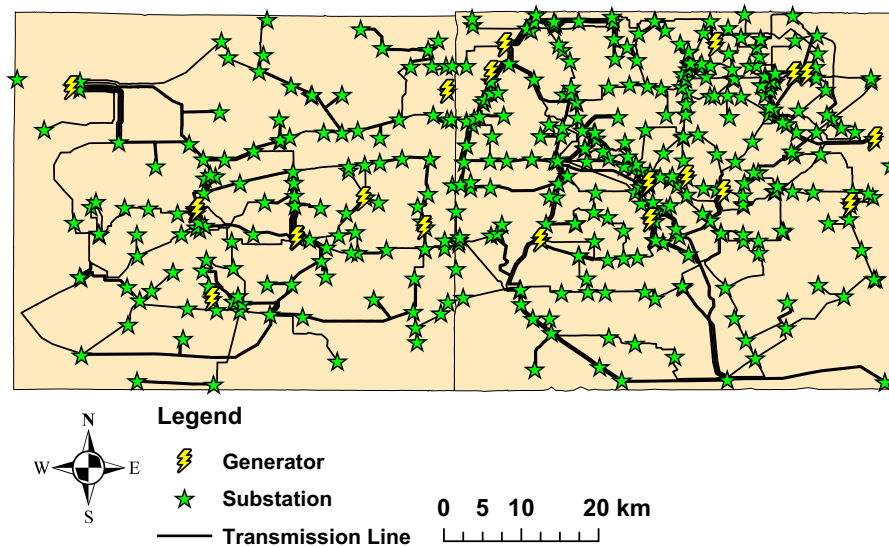 Legend
N
W E
S
Generator
Substation
Transmission Line
0 5 10 20 km